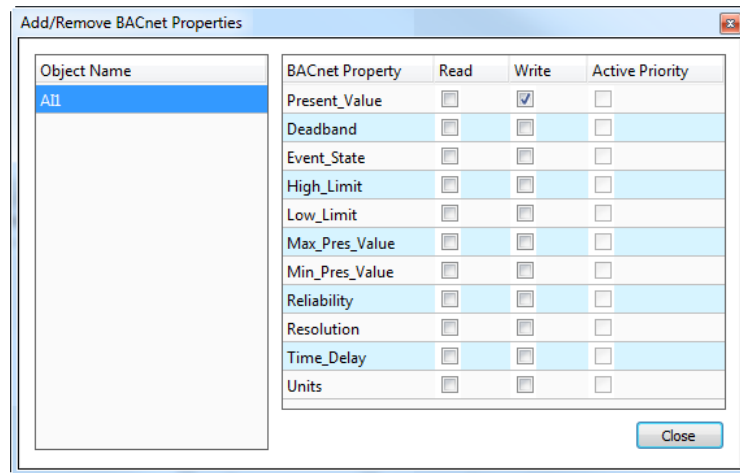 Add/Remove BACnet Properties
Object Name
AI1
BACnet Property Read Write Active Priority
Present_Value
Deadband
Event_State
High_Limit
Low_Limit
Max_Pres_Value
Min_Pres_Value
Reliability
Resolution
Time_Delay
Units
Close